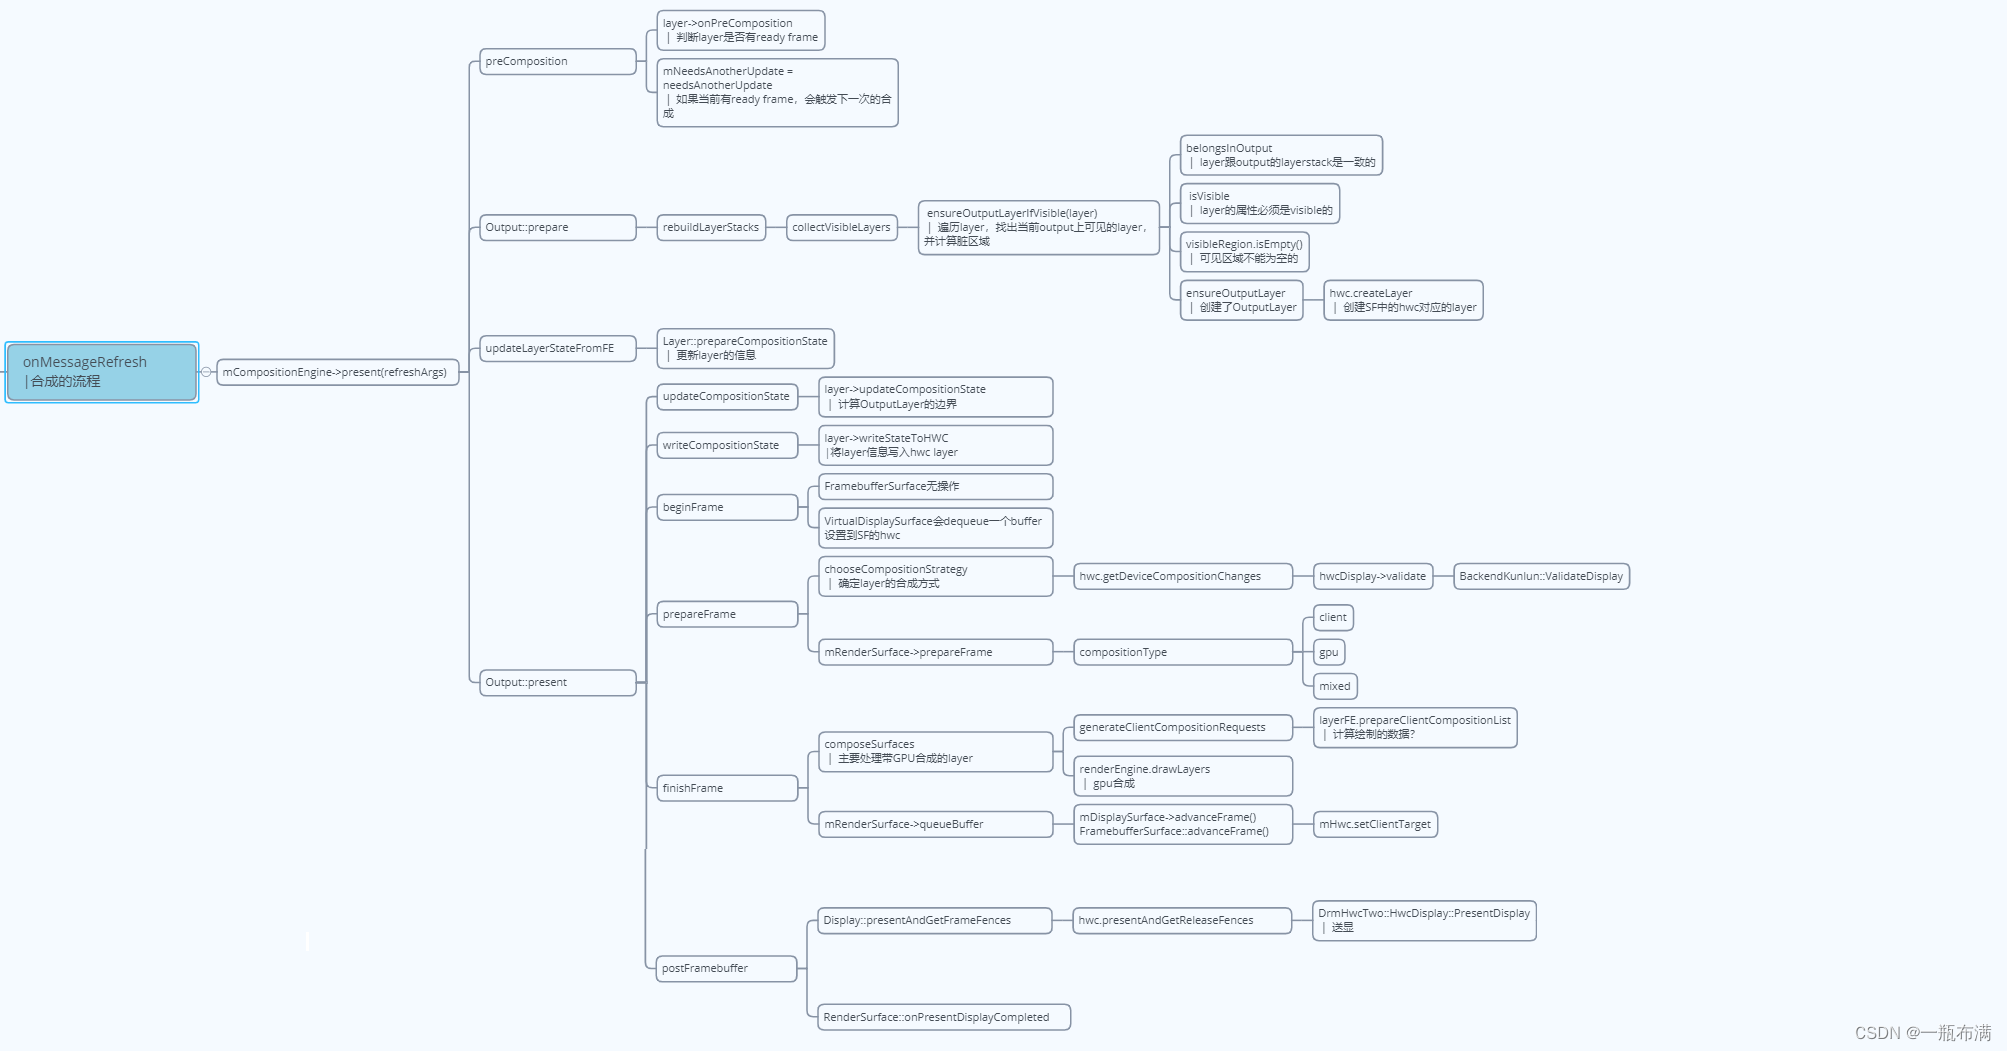 onMessageRefresh
|合成的流程
mCompositionEngine->present(refreshArgs)
preComposition
layer->onPreComposition
| 判断layer是否有ready frame
mNeedsAnotherUpdate =
needsAnotherUpdate
| 如果当前有ready frame，会触发下一次的合
成
Output::prepare
rebuildLayerStacks
collectVisibleLayers
ensureOutputLayerIfVisible(layer)
| 遍历layer，找出当前output上可见的layer，
并计算脏区域
belongsInOutput
| layer跟output的layerstack是一致的
isVisible
| layer的属性必须是visible的
visibleRegion.isEmpty()
| 可见区域不能为空的
ensureOutputLayer
| 创建了OutputLayer
hwc.createLayer
| 创建SF中的hwc对应的layer
updateLayerStateFromFE
Layer::prepareCompositionState
| 更新layer的信息
Output::present
updateCompositionState
layer->updateCompositionState
| 计算OutputLayer的边界
writeCompositionState
layer->writeStateToHWC
|将layer信息写入hwc layer
beginFrame
FramebufferSurface无操作
VirtualDisplaySurface会dequeue一个buffer
设置到SF的hwc
prepareFrame
chooseCompositionStrategy
| 确定layer的合成方式
hwc.getDeviceCompositionChanges
hwcDisplay->validate
BackendKunlun::ValidateDisplay
mRenderSurface->prepareFrame
compositionType
client
gpu
mixed
finishFrame
composeSurfaces
| 主要处理带GPU合成的layer
generateClientCompositionRequests
layerFE.prepareClientCompositionList
| 计算绘制的数据?
renderEngine.drawLayers
| gpu合成
mRenderSurface->queueBuffer
mDisplaySurface->advanceFrame()
FramebufferSurface::advanceFrame()
mHwc.setClientTarget
postFramebuffer
Display::presentAndGetFrameFences
hwc.presentAndGetReleaseFences
DrmHwcTwo::HwcDisplay::PresentDisplay
| 送显
RenderSurface::onPresentDisplayCompleted
CSDN @一瓶布满